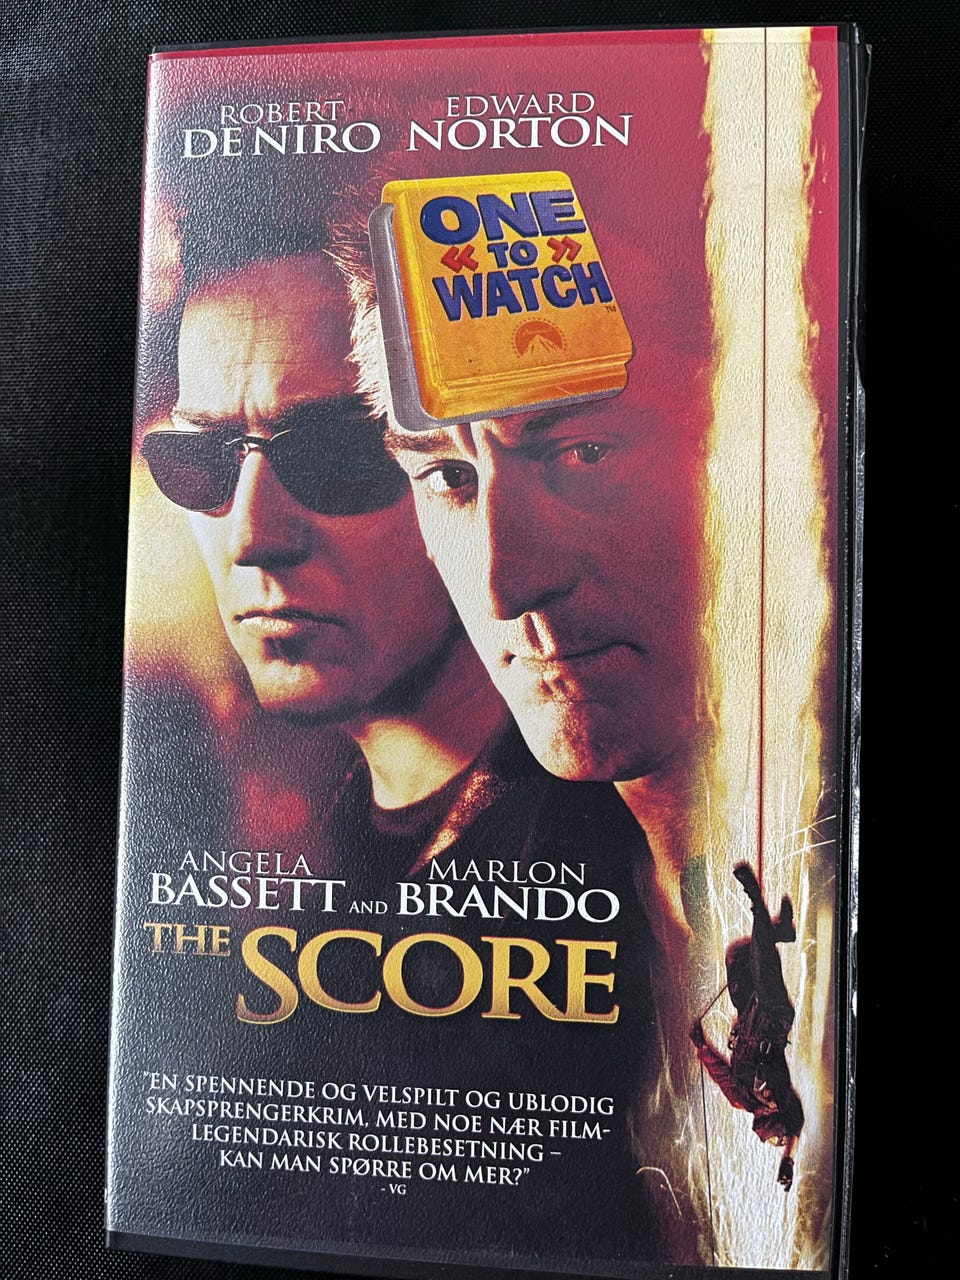 ROBERT
DE NIRO
EDWARD
NORTON
ONE
« TO »
WATCH
TM
ANGELA
BASSETT AND
MARLON
BRANDO
THE SCORE
"EN SPENNENDE OG VELSPILT OG UBLODIG
SKAPSPRENGERKRIM, MED NOE NÆR FILM-
LEGENDARISK ROLLEBESETNING –
KAN MAN SPØRRE OM MER?"
- VG